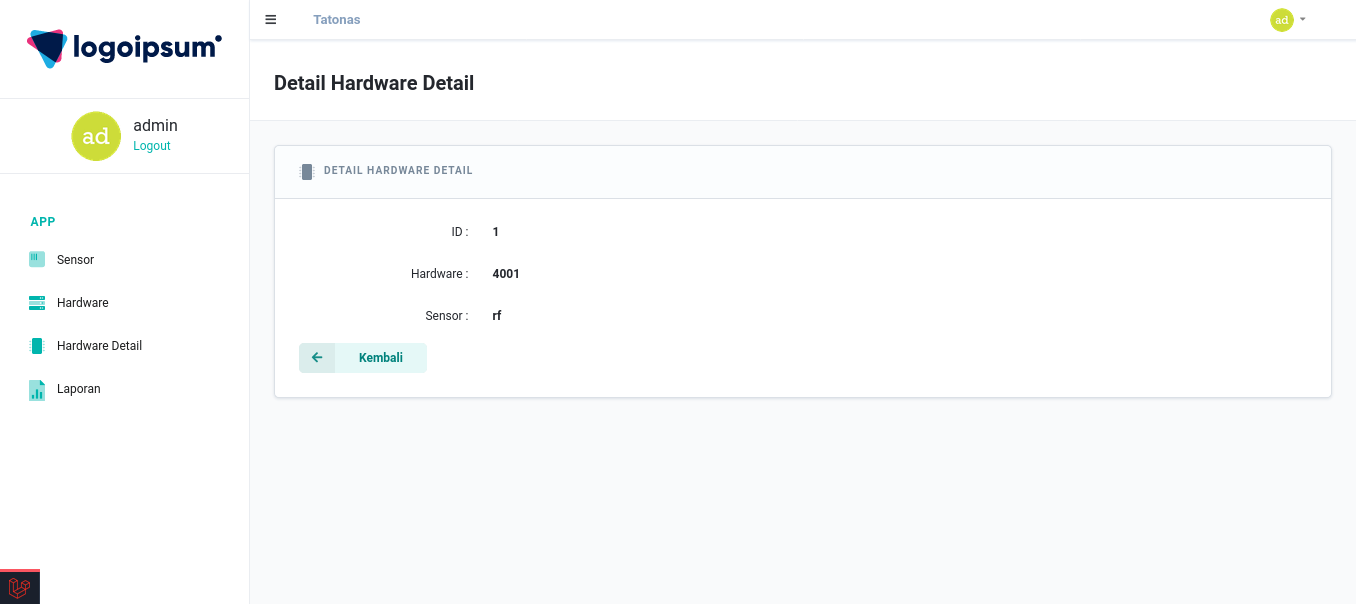 logoipsum
Tatonas
ad
ad
admin
Logout
APP
Sensor
Hardware
Hardware Detail
Laporan
Detail Hardware Detail
DETAIL HARDWARE DETAIL
ID : 1
Hardware : 4001
Sensor : rf
Kembali